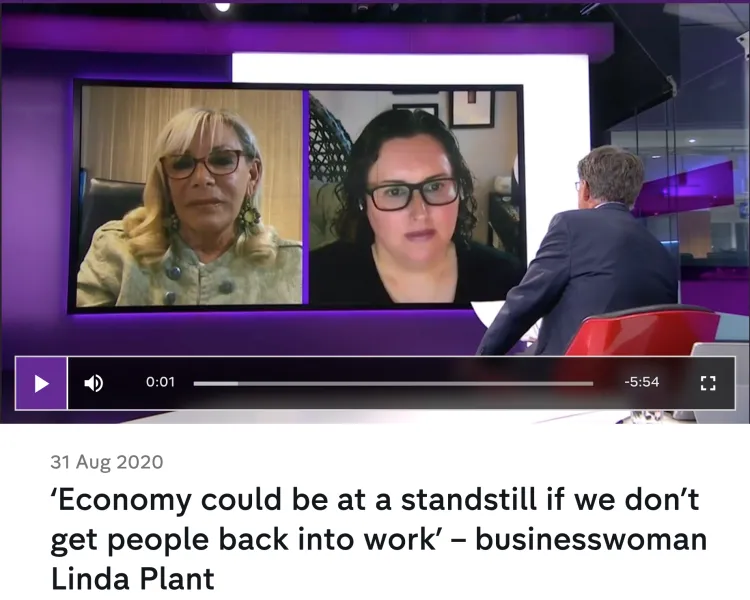 0:01
-5:54
31 Aug 2020
‘Economy could be at a standstill if we don’t
get people back into work’ – businesswoman
Linda Plant